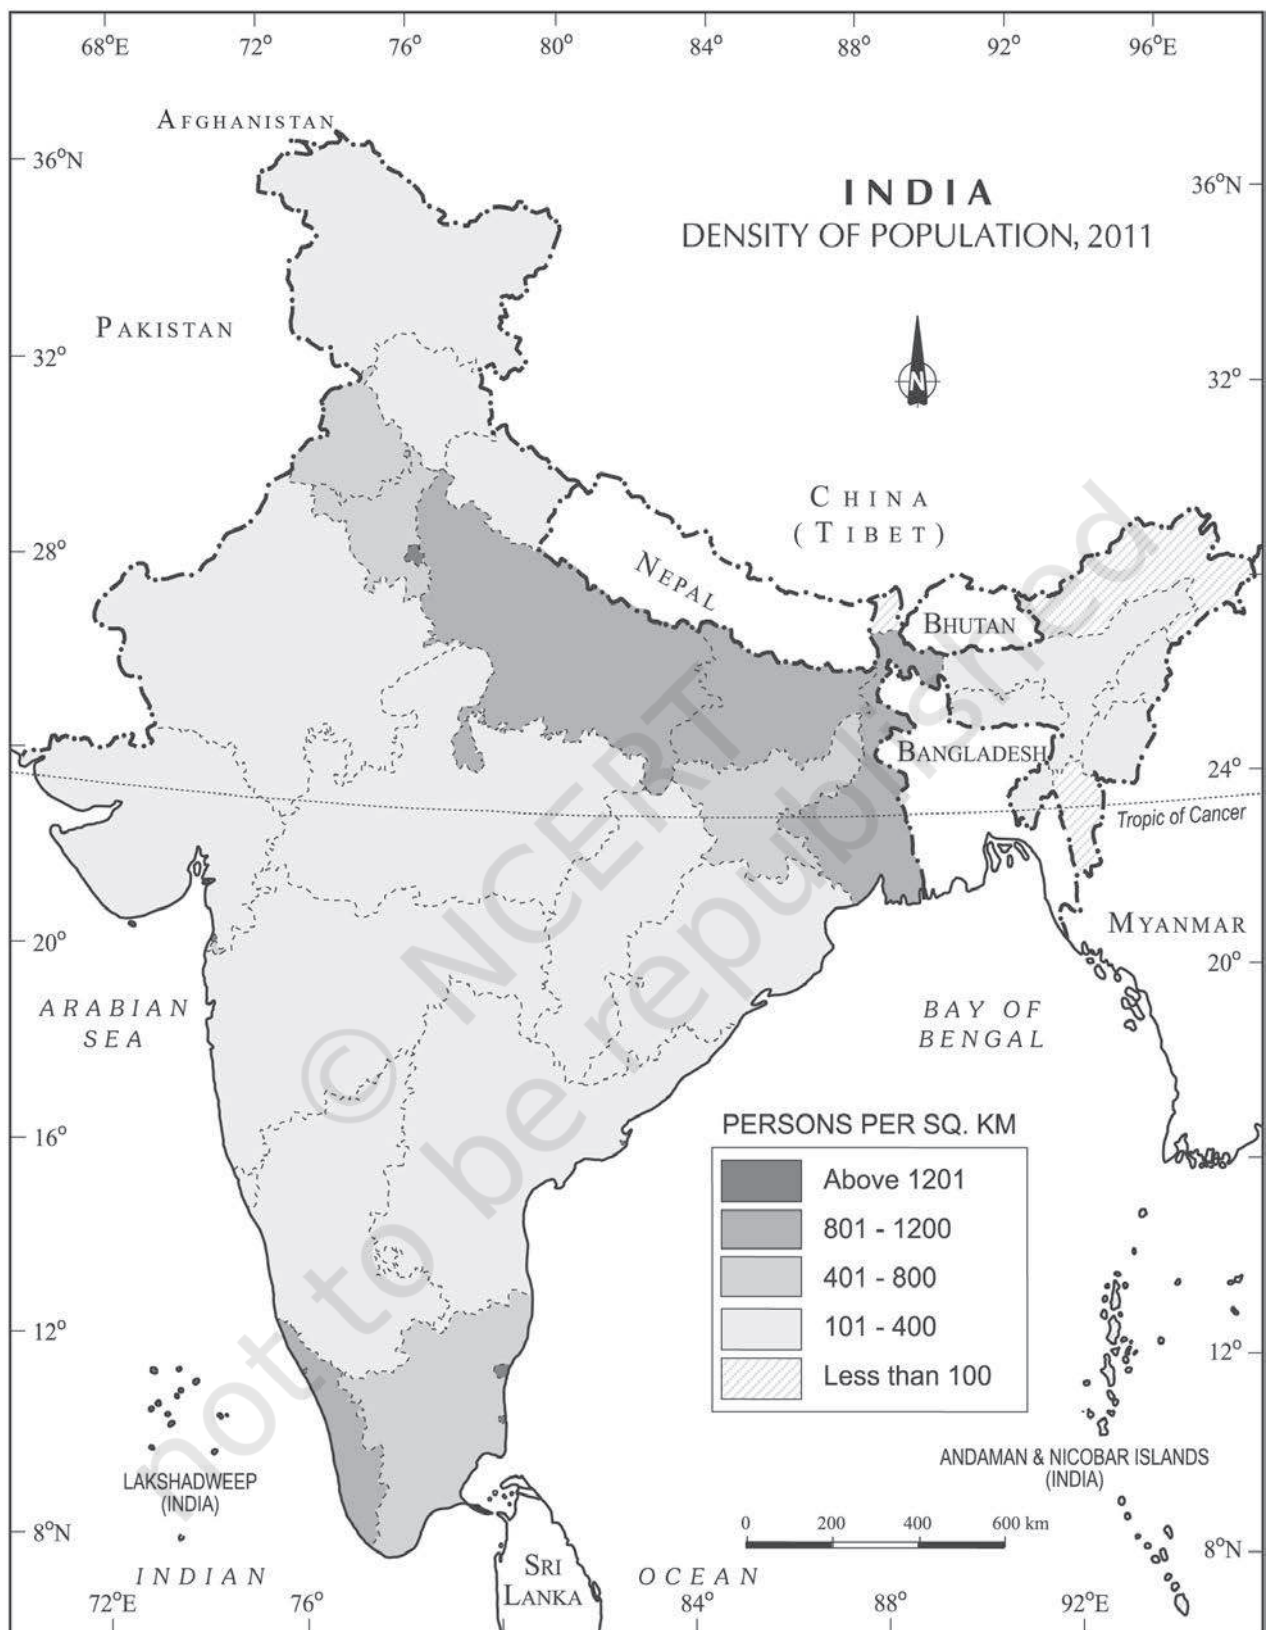 68°E 72° 76° 80° 84° 88° 92° 96°E
AFGHANISTAN
36°N
36°N
INDIA
DENSITY OF POPULATION, 2011
PAKISTAN
32°
32°
N
CHINA
(TIBET)
28°
NEPAL
BHUTAN
BANGLADESH
24°
Tropic of Cancer
MYANMAR
20°
20°
ARABIAN
SEA
BAY OF
BENGAL
© NCERT
not to be republished
16°
PERSONS PER SQ. KM
Above 1201
801 - 1200
401 - 800
101 - 400
Less than 100
12°
12°
LAKSHADWEEP
(INDIA)
ANDAMAN & NICOBAR ISLANDS
(INDIA)
0 200 400 600 km
8°N
8°N
SRI
LANKA
INDIAN OCEAN
72°E 76° 84° 88° 92°E